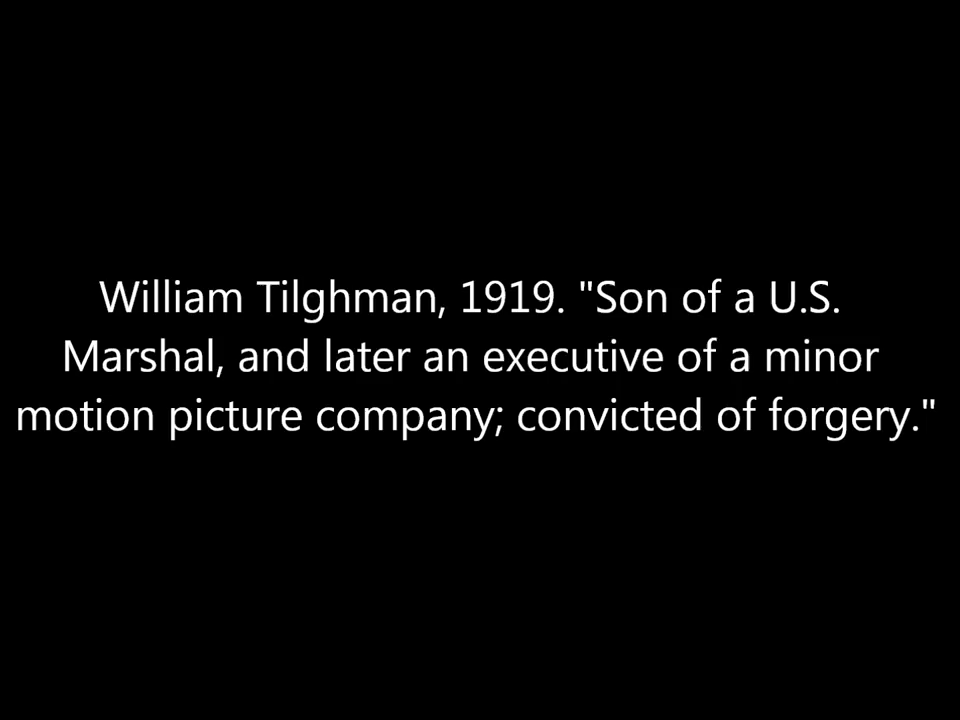 William Tilghman, 1919. "Son of a U.S.
Marshal, and later an executive of a minor
motion picture company; convicted of forgery."